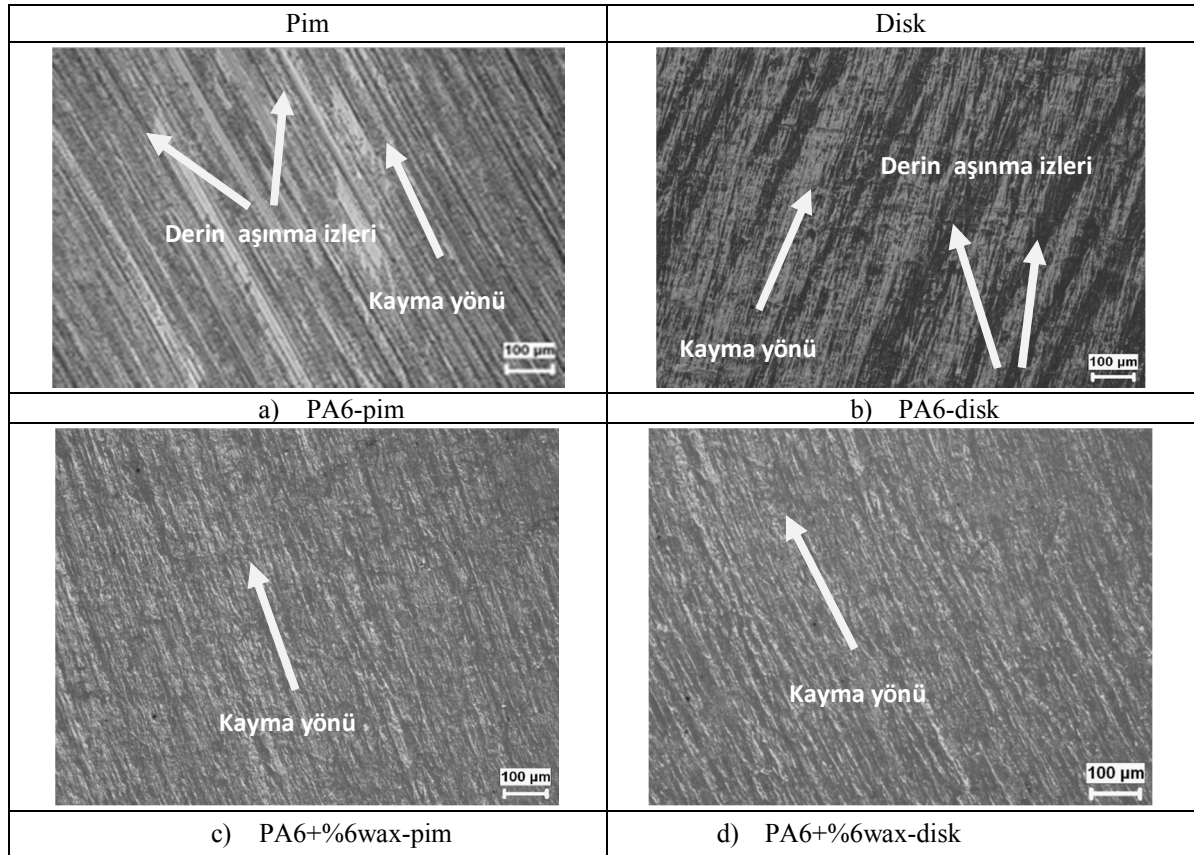 Pim
Disk
Derin aşınma izleri
Kayma yönü
100 µm
Derin aşınma izleri
Kayma yönü
100 µm
a) PA6-pim
b) PA6-disk
Kayma yönü
100 µm
Kayma yönü
100 µm
c) PA6+%6wax-pim
d) PA6+%6wax-disk